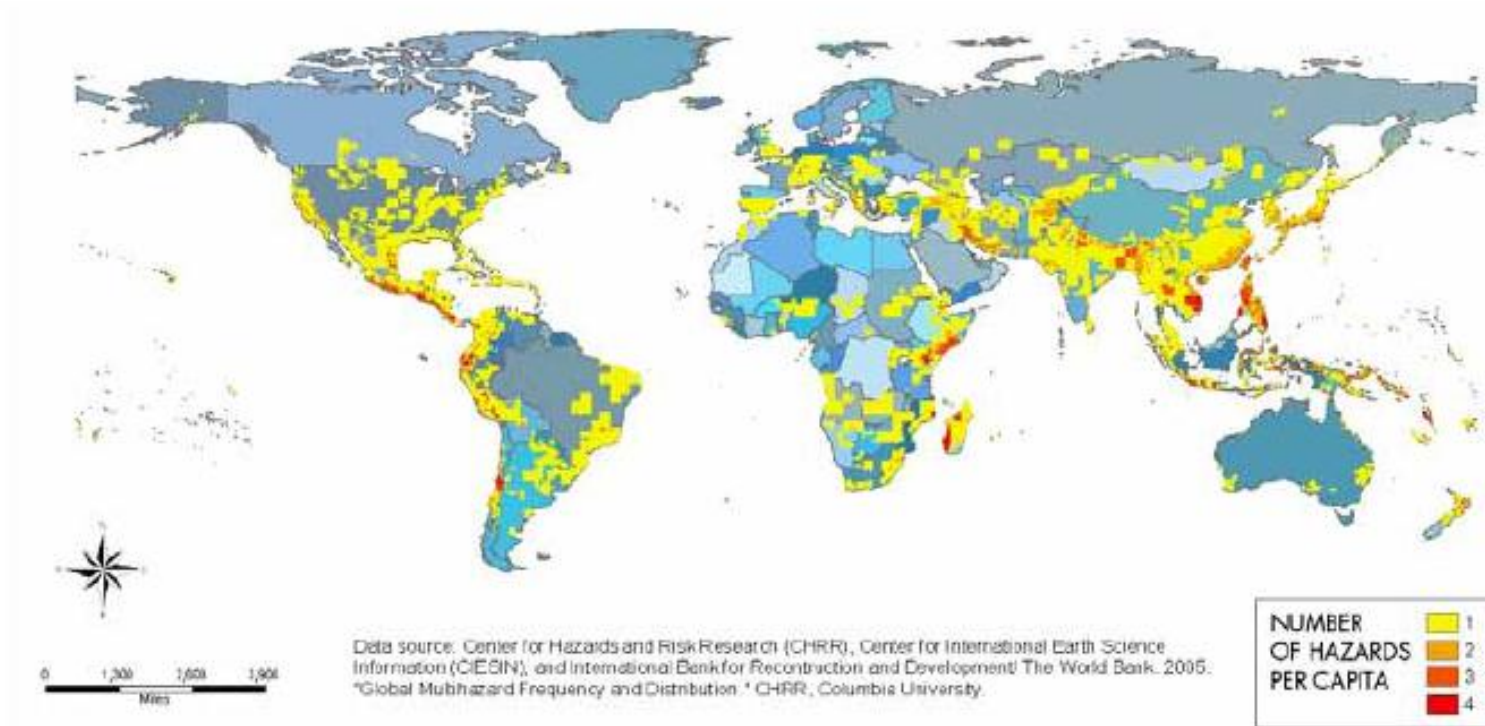 Data source: Center for Hazards and Risk Research (CHRR), Center for International Earth Science
Information (CIESIN), and International Bank for Recontruction and Development/ The World Bank. 2005.
"Global Multihazard Frequency and Distribution." CHRR, Columbia University.
0
Miles
NUMBER
OF HAZARDS
PER CAPITA
1
2
3
4